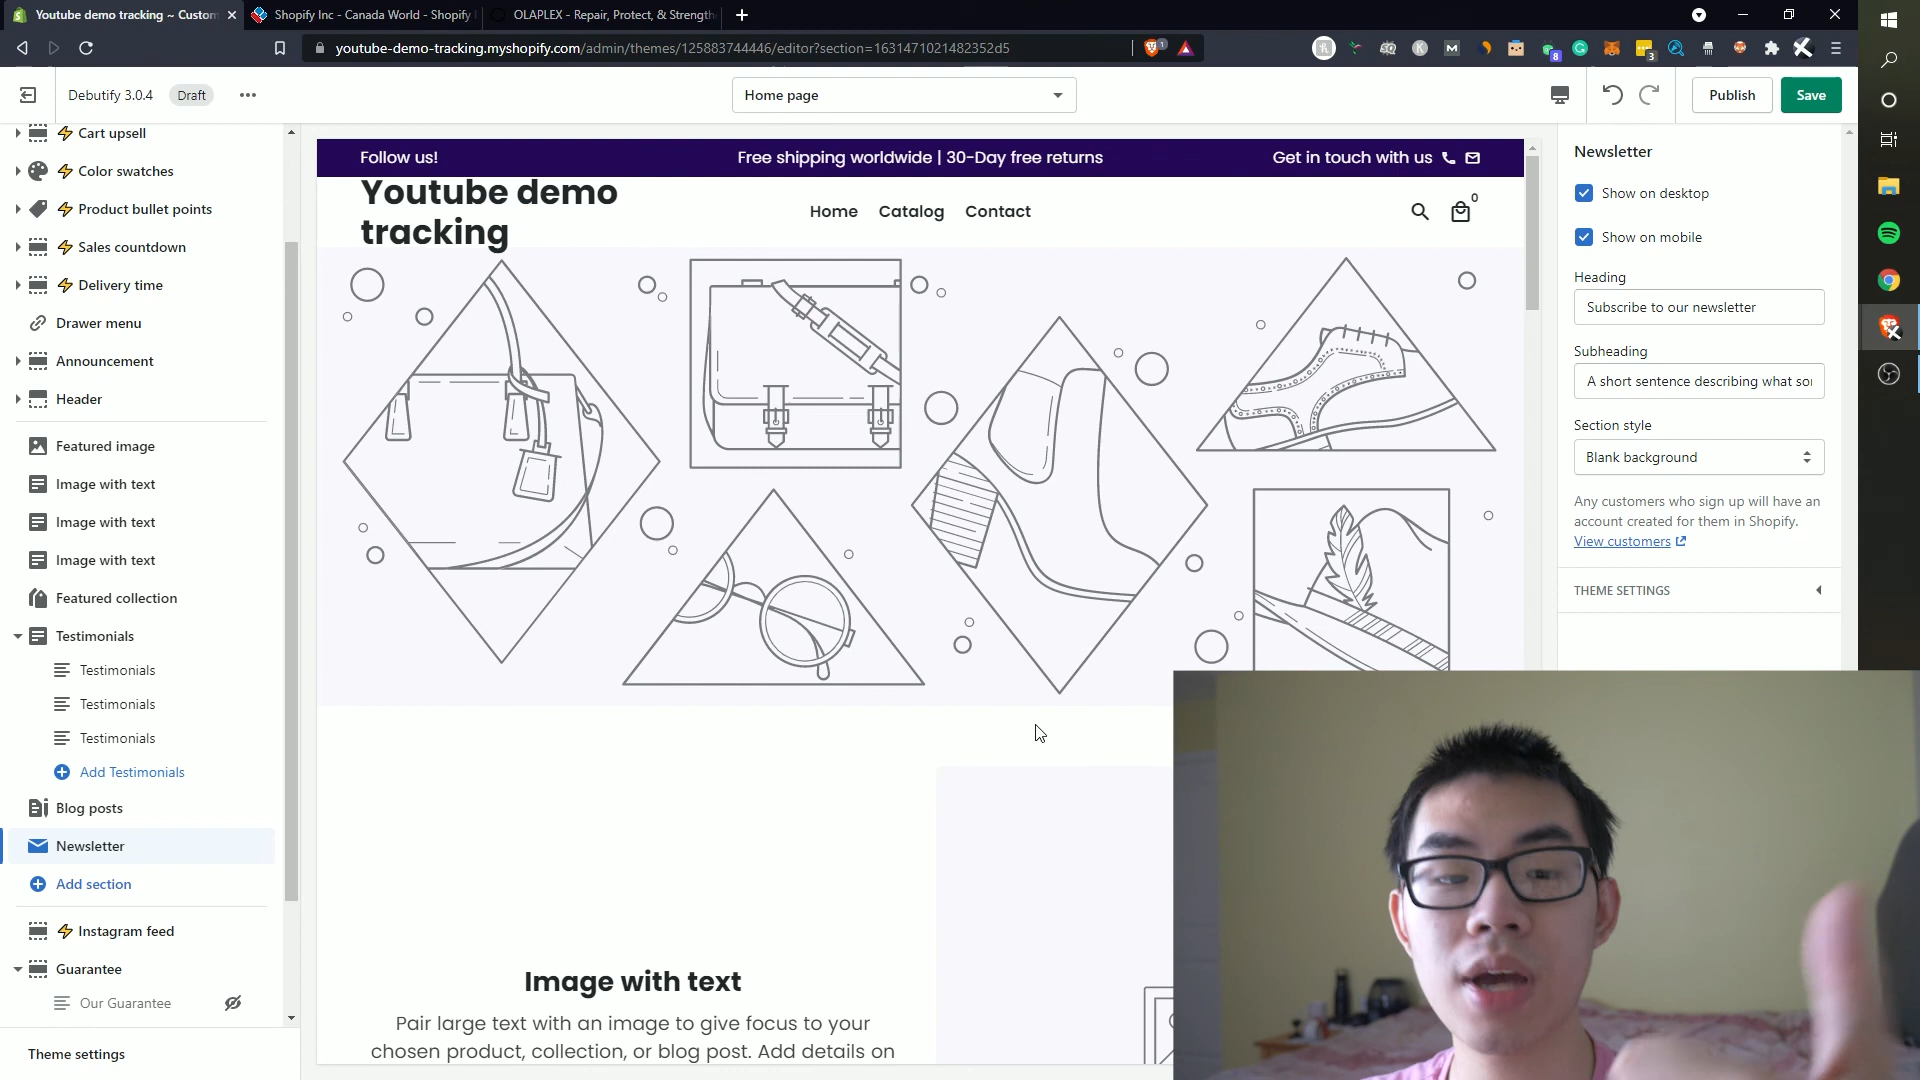 Youtube demo tracking ~ Custom
Shopify Inc - Canada World - Shopify
OLAPLEX - Repair, Protect, & Strength
youtube-demo-tracking.myshopify.com/admin/themes/125883744446/editor?section=1631471021482352d5
1
8
3
Debutify 3.0.4
Draft
Home page
Publish
Save
Cart upsell
Color swatches
Product bullet points
Sales countdown
Delivery time
Drawer menu
Announcement
Header
Featured image
Image with text
Image with text
Image with text
Featured collection
Testimonials
Testimonials
Testimonials
Testimonials
Add Testimonials
Blog posts
Newsletter
Add section
Instagram feed
Guarantee
Our Guarantee
Theme settings
Follow us!
Free shipping worldwide | 30-Day free returns
Get in touch with us
Youtube demo
tracking
Home
Catalog
Contact
0
Image with text
Pair large text with an image to give focus to your
chosen product, collection, or blog post. Add details on
Newsletter
Show on desktop
Show on mobile
Heading
Subscribe to our newsletter
Subheading
A short sentence describing what so
Section style
Blank background
Any customers who sign up will have an
account created for them in Shopify.
View customers
THEME SETTINGS